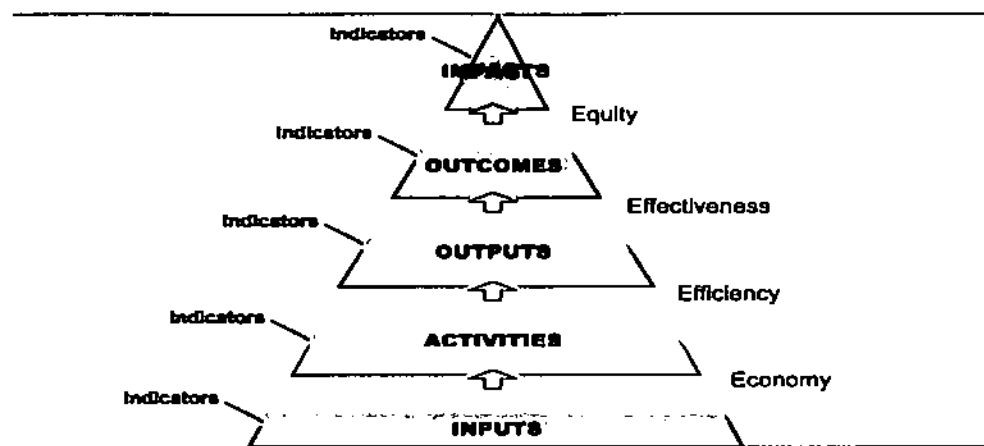 Indicators
IMPACTS
Equity
Indicators
OUTCOMES
Effectiveness
Indicators
OUTPUTS
Efficiency
Indicators
ACTIVITIES
Economy
Indicators
INPUTS